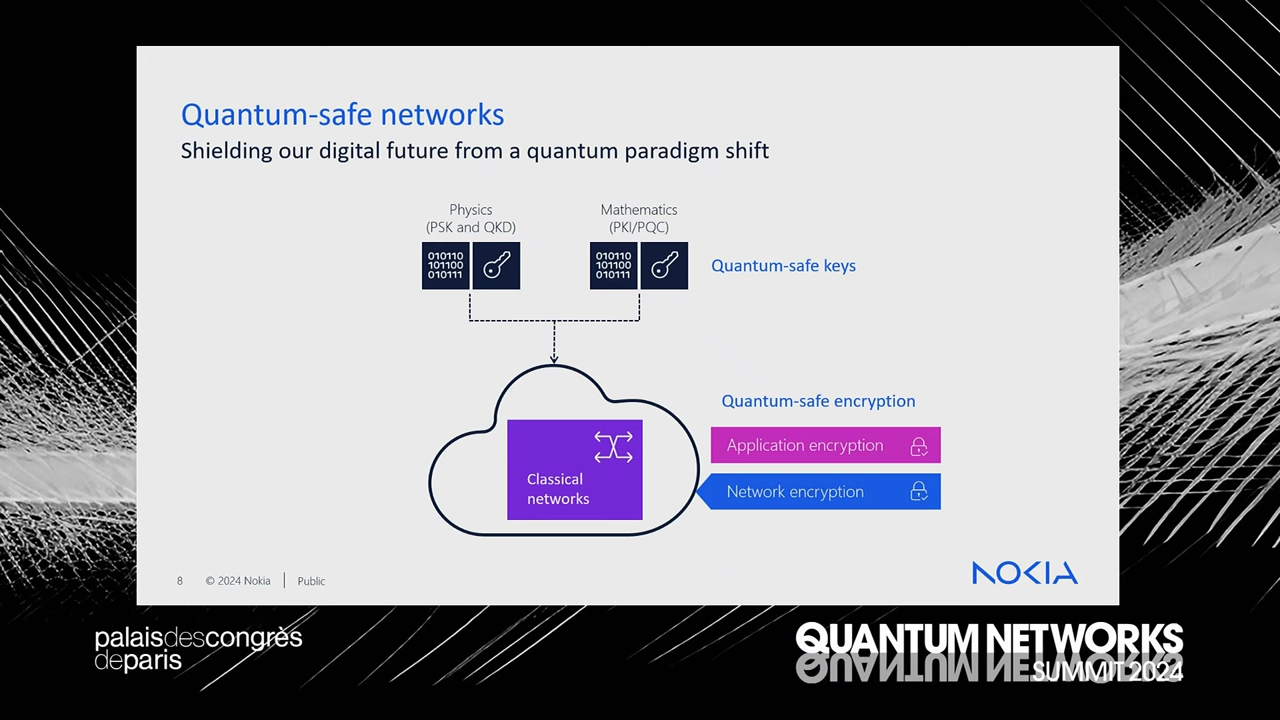 Quantum-safe networks
Shielding our digital future from a quantum paradigm shift
Physics
(PSK and QKD)
Mathematics
(PKI/PQC)
010110
101100
010111
010110
101100
010111
Quantum-safe keys
Quantum-safe encryption
Application encryption
Network encryption
Classical
networks
8 © 2024 Nokia | Public
NOKIA
palaisdescongrès
deparis
QUANTUM NETWORKS
SUMMIT 2024